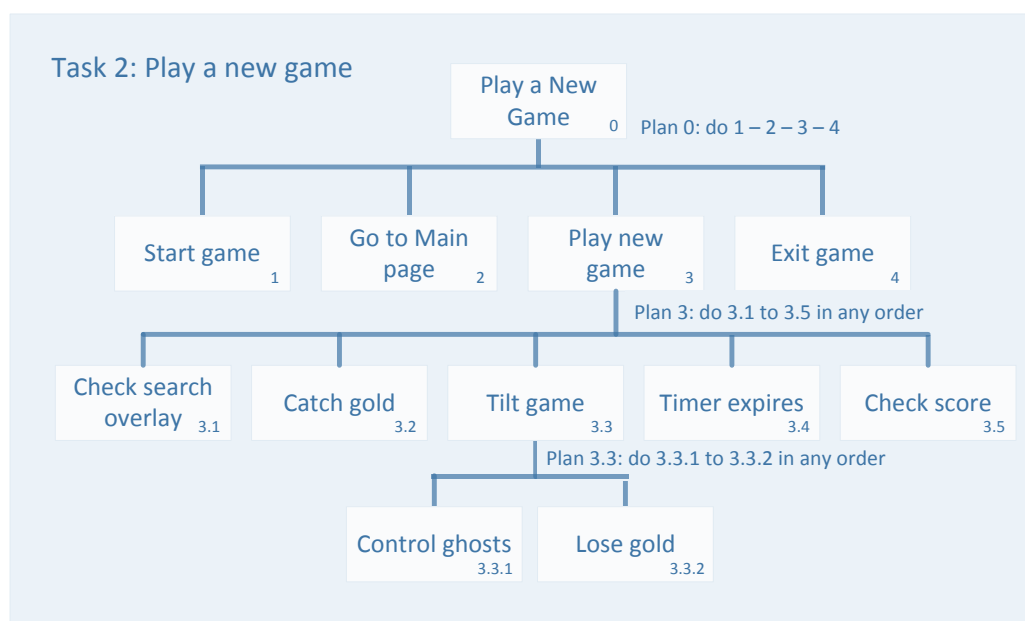 Task 2: Play a new game
Play a New
Game
0
Plan 0: do 1 – 2 – 3 – 4
Start game
1
Go to Main
page
2
Play new
game
3
Exit game
4
Plan 3: do 3.1 to 3.5 in any order
Check search
overlay
3.1
Catch gold
3.2
Tilt game
3.3
Timer expires
3.4
Check score
3.5
Plan 3.3: do 3.3.1 to 3.3.2 in any order
Control ghosts
3.3.1
Lose gold
3.3.2